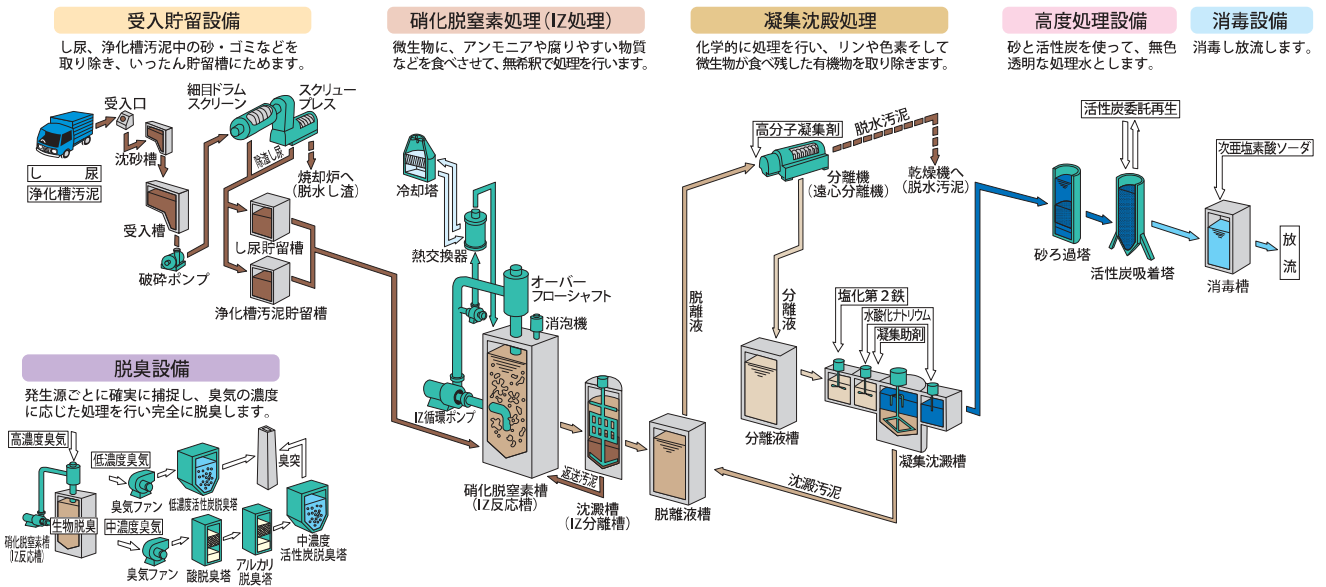 受入貯留設備
し尿、浄化槽汚泥中の砂・ゴミなどを
取り除き、いったん貯留槽にためます。
受入口
沈砂槽
し　尿
浄化槽汚泥
受入槽
破砕ポンプ
細目ドラム
スクリーン
スクリュー
プレス
除渣し尿
焼却炉へ
(脱水し渣)
し尿貯留槽
浄化槽汚泥貯留槽
硝化脱窒素処理(IZ処理)
微生物に、アンモニアや腐りやすい物質
などを食べさせて、無希釈で処理を行います。
冷却塔
熱交換器
オーバー
フローシャフト
消泡機
IZ循環ポンプ
硝化脱窒素槽
(IZ反応槽)
返送汚泥
沈澱槽
(IZ分離槽)
凝集沈殿処理
化学的に処理を行い、リンや色素そして
微生物が食べ残した有機物を取り除きます。
高分子凝集剤
脱水汚泥
分離機
(遠心分離機)
乾燥機へ
(脱水汚泥)
脱離液
分離液
脱離液槽
分離液槽
塩化第2鉄
水酸化ナトリウム
凝集助剤
凝集沈澱槽
沈澱汚泥
高度処理設備
砂と活性炭を使って、無色
透明な処理水とします。
活性炭委託再生
砂ろ過塔
活性炭吸着塔
消毒設備
消毒し放流します。
次亜塩素酸ソーダ
消毒槽
放流
脱臭設備
発生源ごとに確実に捕捉し、臭気の濃度
に応じた処理を行い完全に脱臭します。
高濃度臭気
生物脱臭
硝化脱窒素槽
(IZ反応槽)
低濃度臭気
臭気ファン
低濃度活性炭脱臭塔
臭突
中濃度臭気
臭気ファン
酸脱臭塔
アルカリ
脱臭塔
中濃度
活性炭脱臭塔